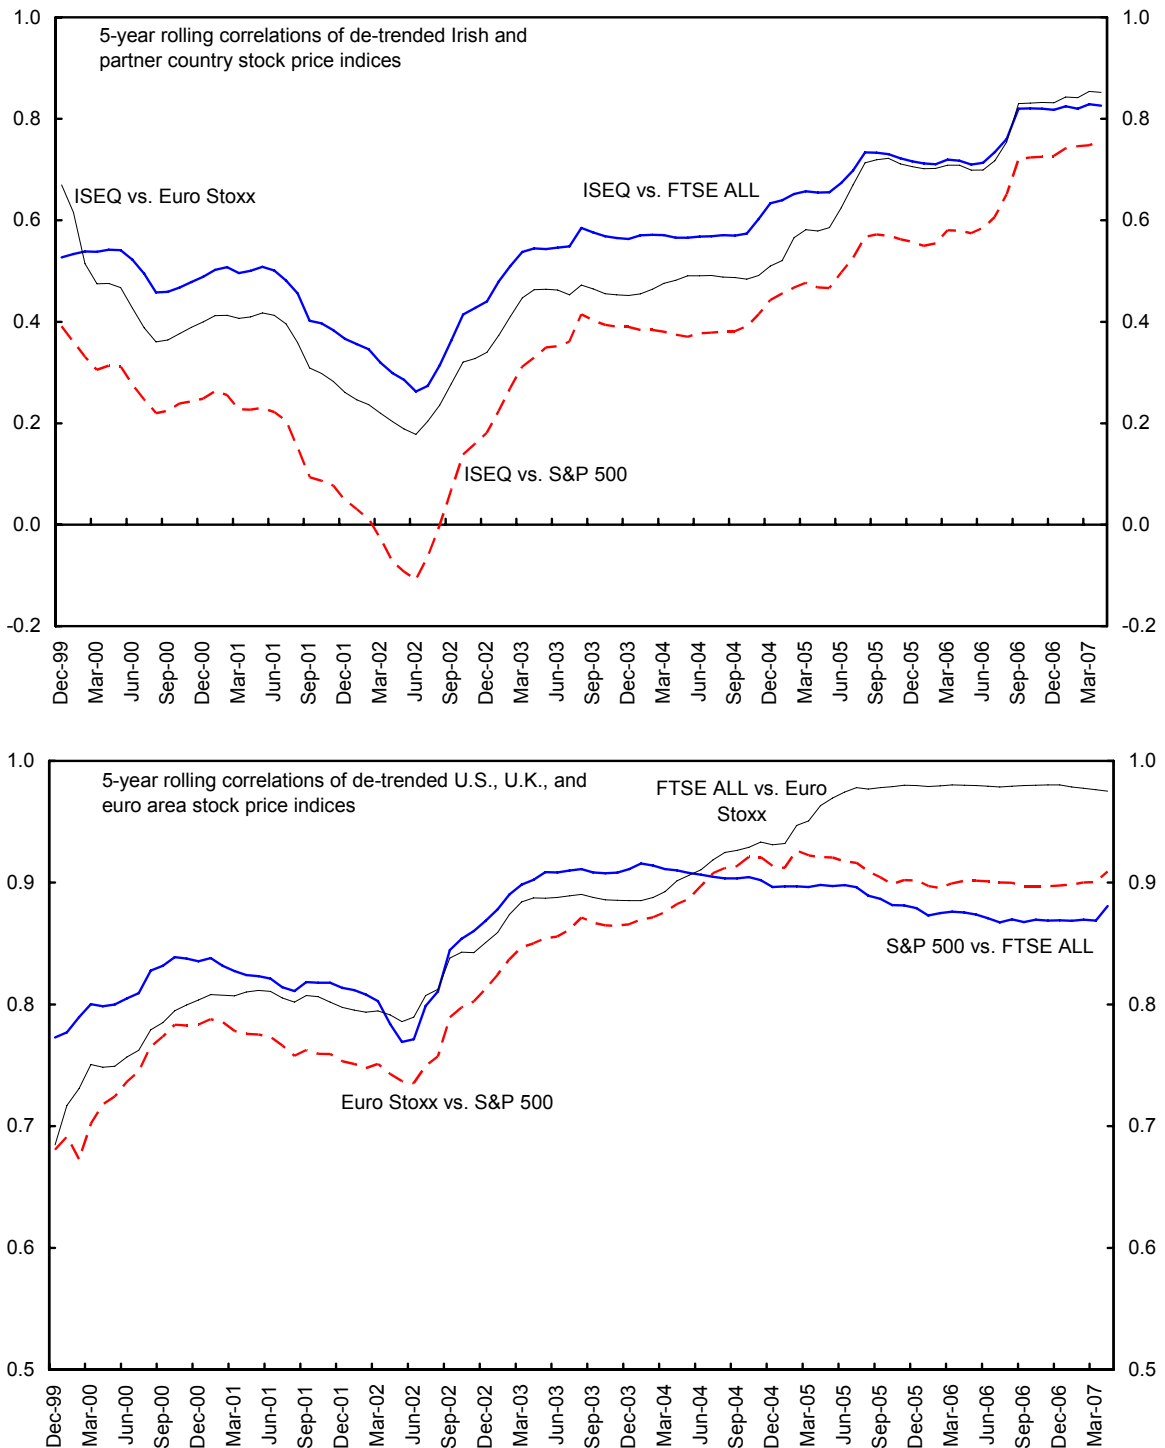 1.0 1.0
5-year rolling correlations of de-trended Irish and
partner country stock price indices
0.8 0.8
ISEQ vs. Euro Stoxx
ISEQ vs. FTSE ALL
0.6 0.6
0.4 0.4
0.2 0.2
ISEQ vs. S&P 500
0.0 0.0
-0.2 -0.2
Dec-99 Mar-00 Jun-00 Sep-00 Dec-00 Mar-01 Jun-01 Sep-01 Dec-01 Mar-02 Jun-02 Sep-02 Dec-02 Mar-03 Jun-03 Sep-03 Dec-03 Mar-04 Jun-04 Sep-04 Dec-04 Mar-05 Jun-05 Sep-05 Dec-05 Mar-06 Jun-06 Sep-06 Dec-06 Mar-07
1.0 1.0
5-year rolling correlations of de-trended U.S., U.K., and
euro area stock price indices
FTSE ALL vs. Euro
Stoxx
0.9 0.9
S&P 500 vs. FTSE ALL
0.8 0.8
Euro Stoxx vs. S&P 500
0.7 0.7
0.6 0.6
0.5 0.5
Dec-99 Mar-00 Jun-00 Sep-00 Dec-00 Mar-01 Jun-01 Sep-01 Dec-01 Mar-02 Jun-02 Sep-02 Dec-02 Mar-03 Jun-03 Sep-03 Dec-03 Mar-04 Jun-04 Sep-04 Dec-04 Mar-05 Jun-05 Sep-05 Dec-05 Mar-06 Jun-06 Sep-06 Dec-06 Mar-07